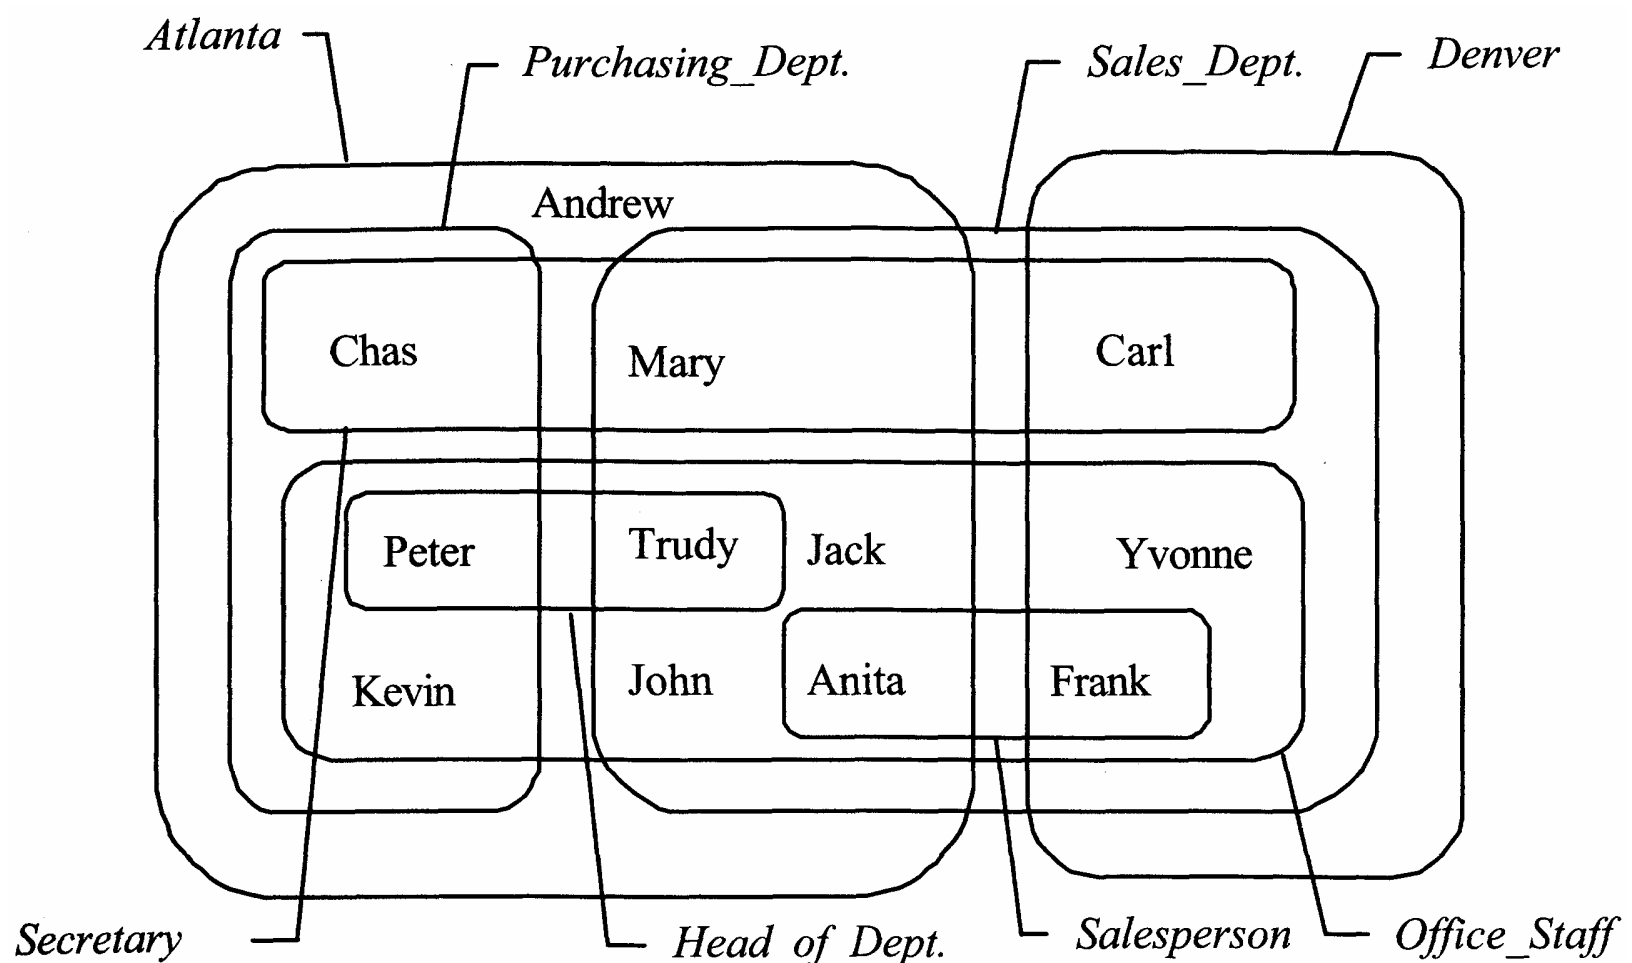 Atlanta
Purchasing_Dept.
Sales_Dept.
Denver
Andrew
Chas
Mary
Carl
Peter
Trudy
Jack
Yvonne
Kevin
John
Anita
Frank
Secretary
Head of Dept.
Salesperson
Office_Staff